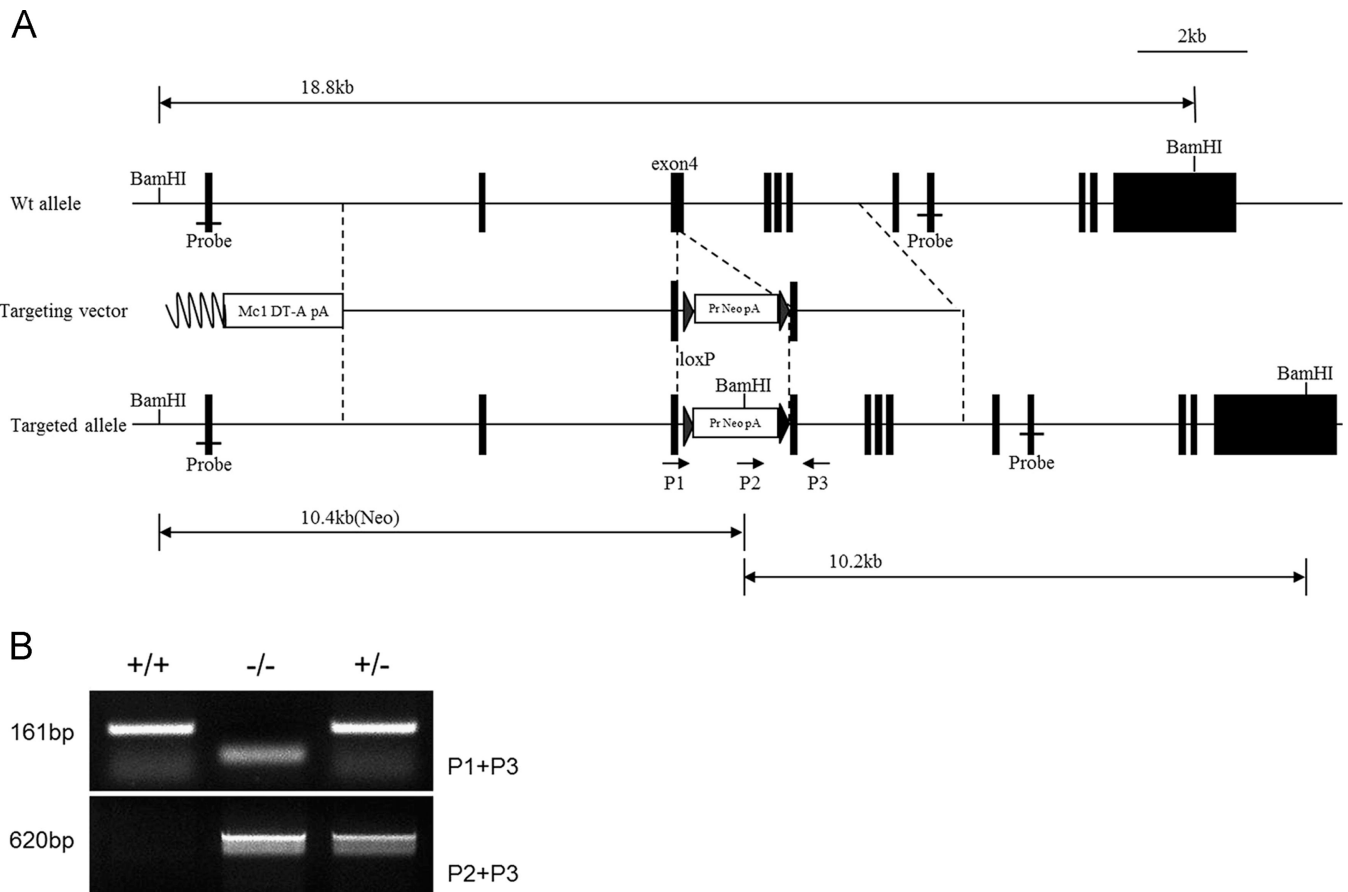 A
2kb
18.8kb
BamHI
exon4
BamHI
Wt allele
Probe
Probe
Targeting vector
Mc1 DT-A pA
Pr Neo pA
loxP
BamHI
BamHI
BamHI
Targeted allele
Pr Neo pA
Probe
Probe
P1
P2
P3
10.4kb(Neo)
10.2kb
B
+/+
-/-
+/-
161bp
P1+P3
620bp
P2+P3